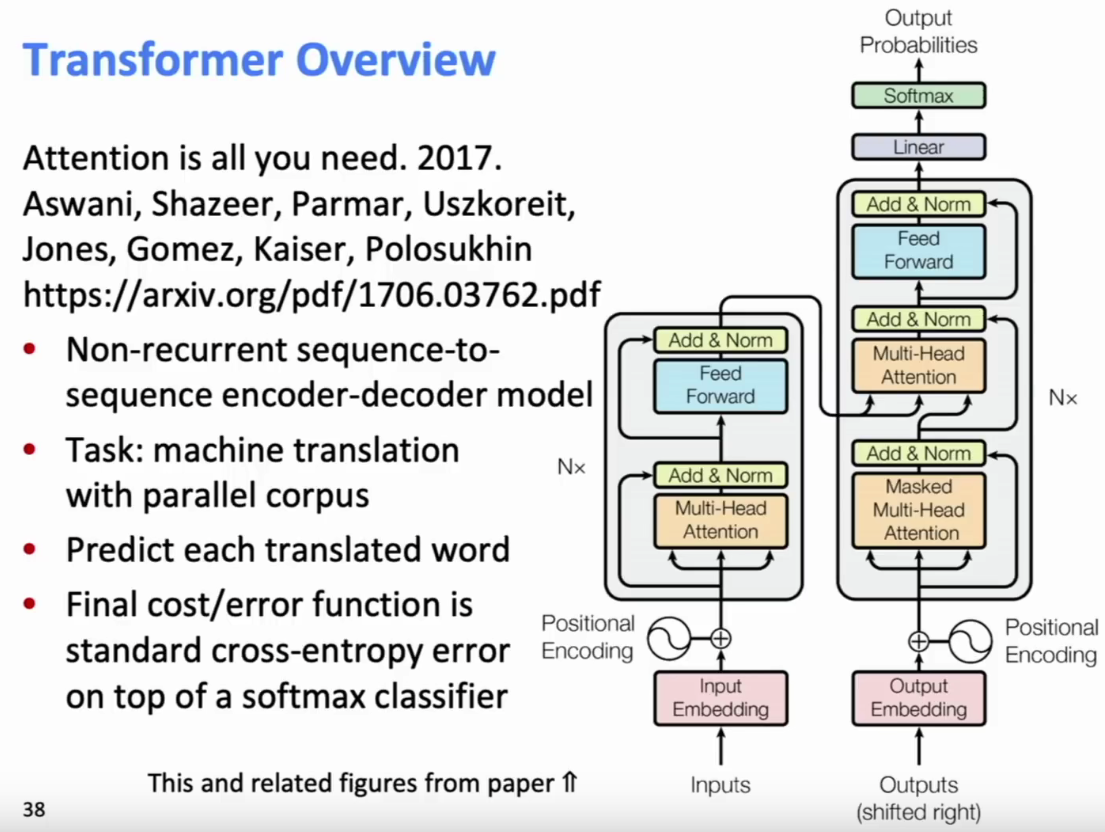 Transformer Overview
Attention is all you need. 2017.
Aswani, Shazeer, Parmar, Uszkoreit,
Jones, Gomez, Kaiser, Polosukhin
https://arxiv.org/pdf/1706.03762.pdf
• Non-recurrent sequence-to-
sequence encoder-decoder model
• Task: machine translation
with parallel corpus
• Predict each translated word
• Final cost/error function is
standard cross-entropy error
on top of a softmax classifier
This and related figures from paper ⇑
38
Output
Probabilities
Softmax
Linear
Add & Norm
Feed
Forward
Add & Norm
Multi-Head
Attention
Nx
Add & Norm
Masked
Multi-Head
Attention
Add & Norm
Feed
Forward
Nx
Add & Norm
Multi-Head
Attention
Positional
Encoding
Positional
Encoding
Input
Embedding
Output
Embedding
Inputs
Outputs
(shifted right)